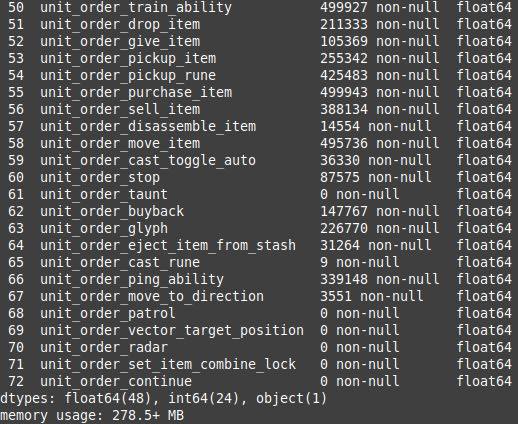 50 unit_order_train_ability 499927 non-null float64
51 unit_order_drop_item 211333 non-null float64
52 unit_order_give_item 105369 non-null float64
53 unit_order_pickup_item 255342 non-null float64
54 unit_order_pickup_rune 425483 non-null float64
55 unit_order_purchase_item 499943 non-null float64
56 unit_order_sell_item 388134 non-null float64
57 unit_order_disassemble_item 14554 non-null float64
58 unit_order_move_item 495736 non-null float64
59 unit_order_cast_toggle_auto 36330 non-null float64
60 unit_order_stop 87575 non-null float64
61 unit_order_taunt 0 non-null float64
62 unit_order_buyback 147767 non-null float64
63 unit_order_glyph 226770 non-null float64
64 unit_order_eject_item_from_stash 31264 non-null float64
65 unit_order_cast_rune 9 non-null float64
66 unit_order_ping_ability 339148 non-null float64
67 unit_order_move_to_direction 3551 non-null float64
68 unit_order_patrol 0 non-null float64
69 unit_order_vector_target_position 0 non-null float64
70 unit_order_radar 0 non-null float64
71 unit_order_set_item_combine_lock 0 non-null float64
72 unit_order_continue 0 non-null float64
dtypes: float64(48), int64(24), object(1)
memory usage: 278.5+ MB